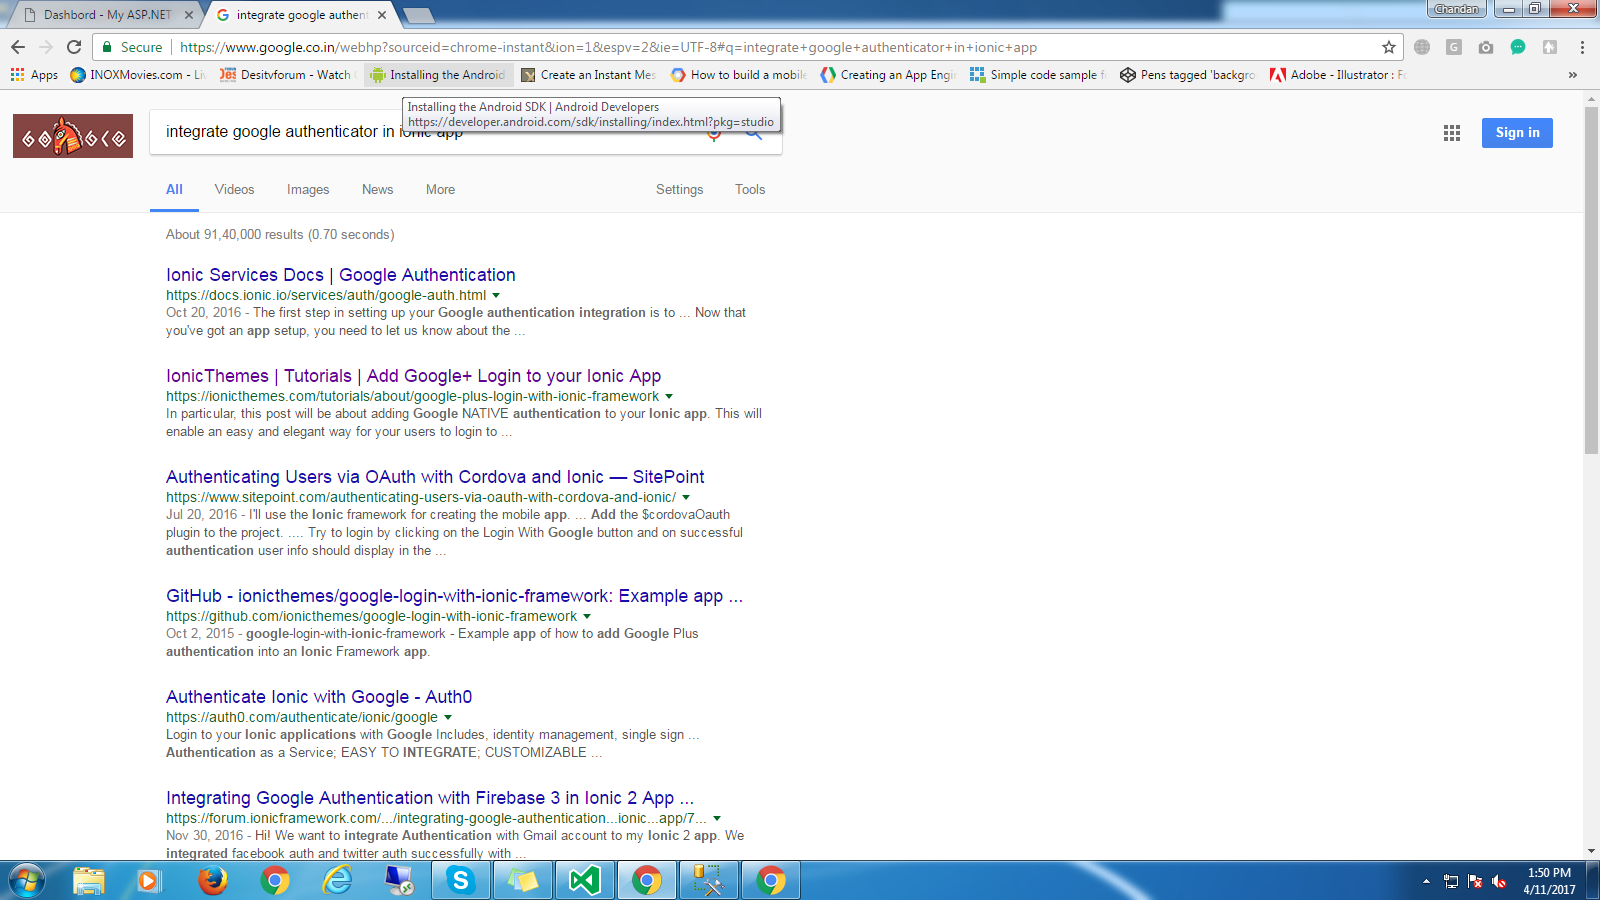 Dashbord - My ASP.NET
integrate google authent
Chandan
Secure
https://www.google.co.in/webhp?sourceid=chrome-instant&ion=1&espv=2&ie=UTF-8#q=integrate+google+authenticator+in+ionic+app
Apps
INOXMovies.com - Li
Desitvforum - Watch
Installing the Android
Create an Instant Mes
How to build a mobile
Creating an App Engi
Simple code sample f
Pens tagged 'backgro
Adobe - Illustrator : Fo
»
Installing the Android SDK | Android Developers
https://developer.android.com/sdk/installing/index.html?pkg=studio
integrate google authenticator in ionic app
Sign in
All
Videos
Images
News
More
Settings
Tools
About 91,40,000 results (0.70 seconds)
Ionic Services Docs | Google Authentication
https://docs.ionic.io/services/auth/google-auth.html
Oct 20, 2016 - The first step in setting up your Google authentication integration is to ... Now that
you've got an app setup, you need to let us know about the ...
IonicThemes | Tutorials | Add Google+ Login to your Ionic App
https://ionicthemes.com/tutorials/about/google-plus-login-with-ionic-framework
In particular, this post will be about adding Google NATIVE authentication to your Ionic app. This will
enable an easy and elegant way for your users to login to ...
Authenticating Users via OAuth with Cordova and Ionic — SitePoint
https://www.sitepoint.com/authenticating-users-via-oauth-with-cordova-and-ionic/
Jul 20, 2016 - I'll use the Ionic framework for creating the mobile app. ... Add the $cordovaOauth
plugin to the project. .... Try to login by clicking on the Login With Google button and on successful
authentication user info should display in the ...
GitHub - ionicthemes/google-login-with-ionic-framework: Example app ...
https://github.com/ionicthemes/google-login-with-ionic-framework
Oct 2, 2015 - google-login-with-ionic-framework - Example app of how to add Google Plus
authentication into an Ionic Framework app.
Authenticate Ionic with Google - Auth0
https://auth0.com/authenticate/ionic/google
Login to your Ionic applications with Google Includes, identity management, single sign ...
Authentication as a Service; EASY TO INTEGRATE; CUSTOMIZABLE ...
Integrating Google Authentication with Firebase 3 in Ionic 2 App ...
https://forum.ionicframework.com/.../integrating-google-authentication...ionic...app/7...
Nov 30, 2016 - Hi! We want to integrate Authentication with Gmail account to my Ionic 2 app. We
integrated facebook auth and twitter auth successfully with ...
1:50 PM
4/11/2017